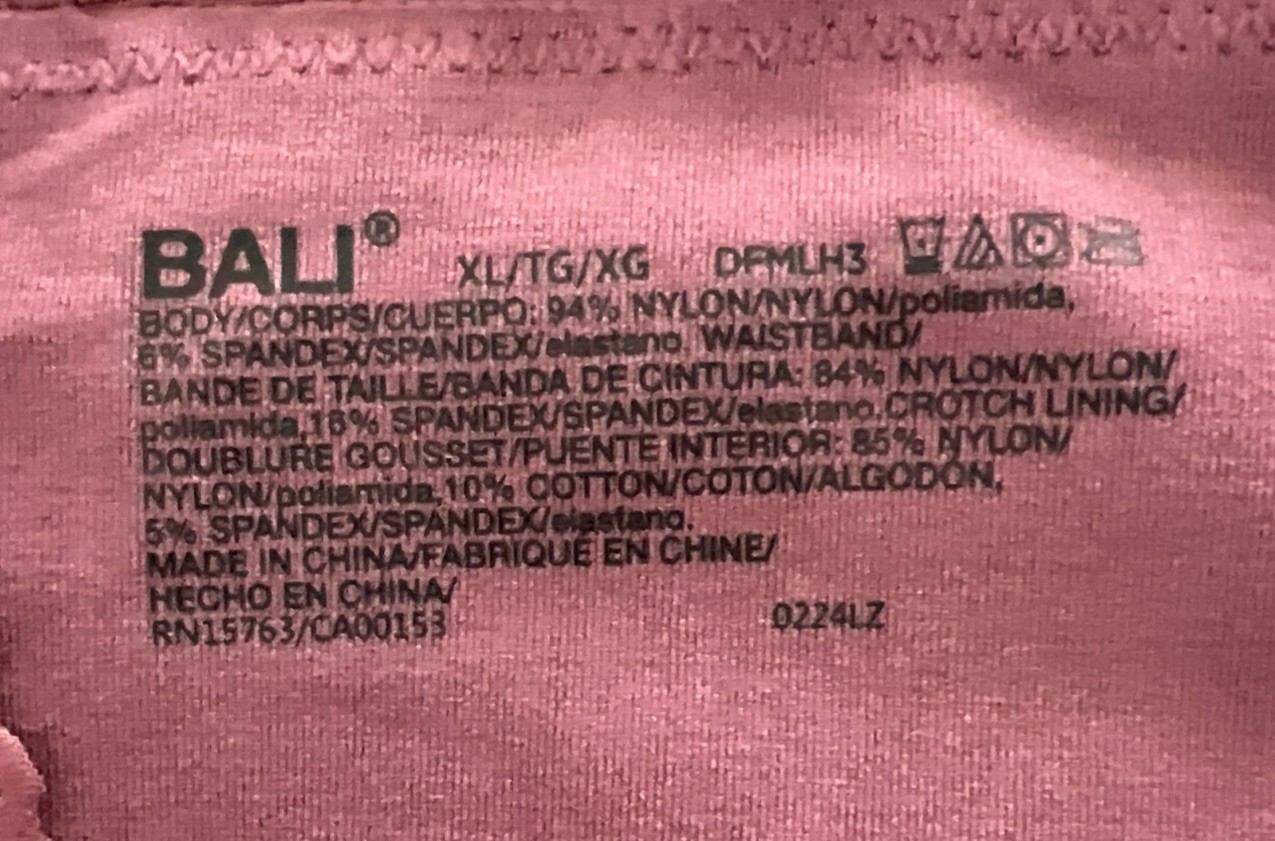 BALI® XL/TG/XG DFMLH3
BODY/CORPS/CUERPO: 94% NYLON/NYLON/poliamida,
6% SPANDEX/SPANDEX/elastano. WAISTBAND/
BANDE DE TAILLE/BANDA DE CINTURA: 84% NYLON/NYLON/
poliamida,16% SPANDEX/SPANDEX/elastano.CROTCH LINING/
DOUBLURE GOUSSET/PUENTE INTERIOR: 85% NYLON/
NYLON/poliamida,10% COTTON/COTON/ALGODÓN,
5% SPANDEX/SPANDEX/elastano.
MADE IN CHINA/FABRIQUÉ EN CHINE/
HECHO EN CHINA/
RN15763/CA00153 0224LZ